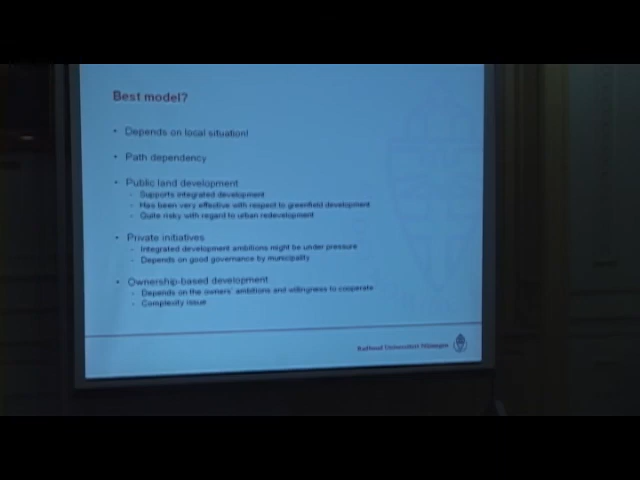 Best model?
• Depends on local situation!
• Path dependency
• Public land development
- Supports integrated development
- Has been very effective with respect to greenfield development
- Quite risky with regard to urban redevelopment
• Private initiatives
- Integrated development ambitions might be under pressure
- Depends on good governance by municipality
• Ownership-based development
- Depends on the owners' ambitions and willingness to cooperate
- Complexity issue
Radboud Universiteit Nijmegen